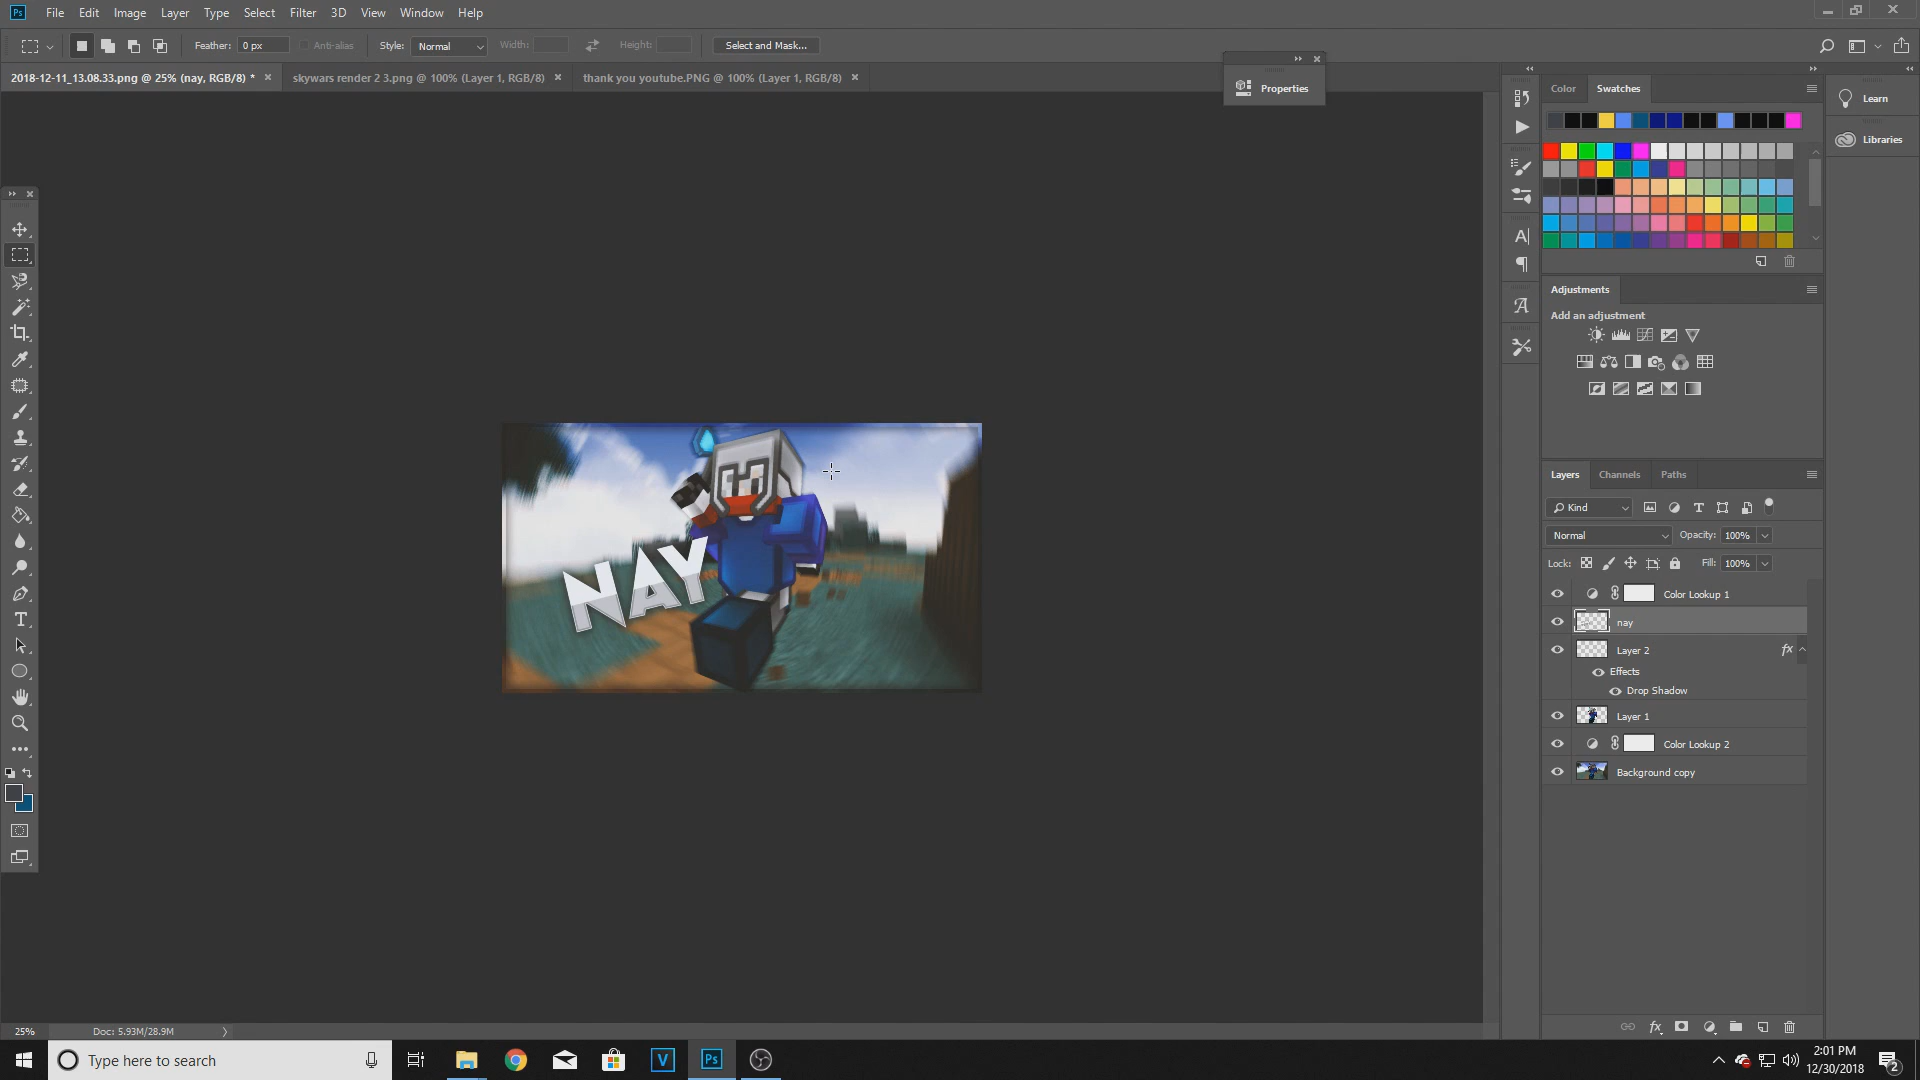 Ps File Edit Image Layer Type Select Filter 3D View Window Help
Feather: 0 px Anti-alias Style: Normal Width: Height: Select and Mask...
2018-12-11_13.08.33.png @ 25% (nay, RGB/8) * skywars render 2 3.png @ 100% (Layer 1, RGB/8) thank you youtube.PNG @ 100% (Layer 1, RGB/8)
Properties
Color Swatches
Learn
Libraries
Adjustments
Add an adjustment
NAY
Layers Channels Paths
Kind
Normal Opacity: 100%
Lock: Fill: 100%
Color Lookup 1
nay
Layer 2 fx
Effects
Drop Shadow
Layer 1
Color Lookup 2
Background copy
25% Doc: 5.93M/28.9M
fx
Type here to search
V Ps
2:01 PM
12/30/2018
2